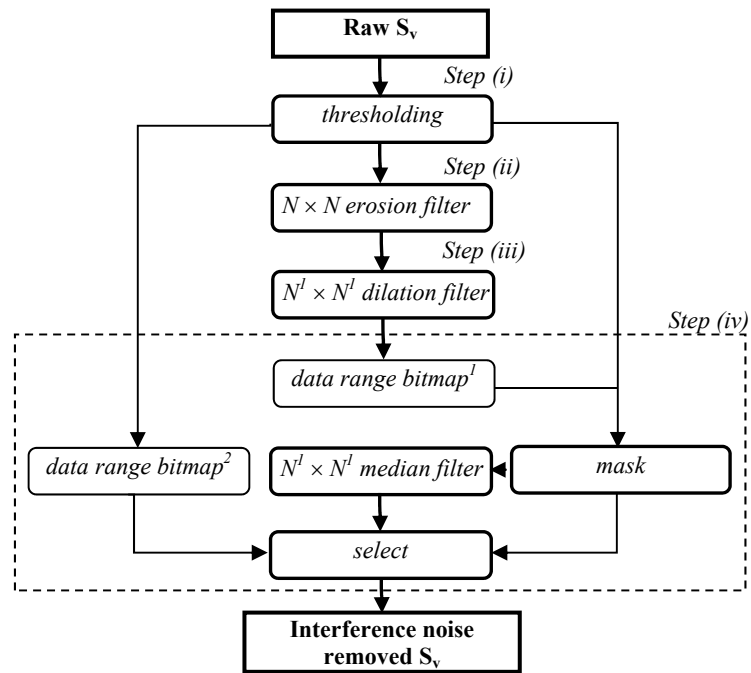 Raw Sᵥ
Step (i)
thresholding
Step (ii)
N × N erosion filter
Step (iii)
N¹ × N¹ dilation filter
Step (iv)
data range bitmap¹
data range bitmap²
N¹ × N¹ median filter
mask
select
Interference noise
removed Sᵥ